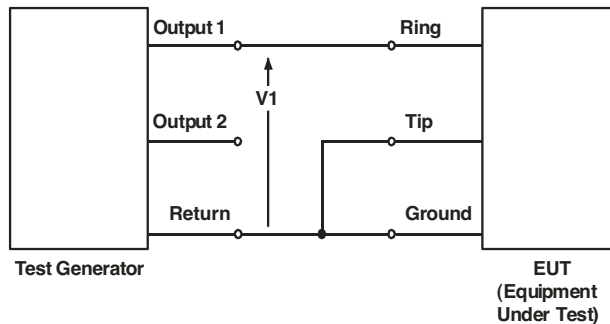 Output 1
Ring
V1
Output 2
Tip
Return
Ground
Test Generator
EUT
(Equipment
Under Test)